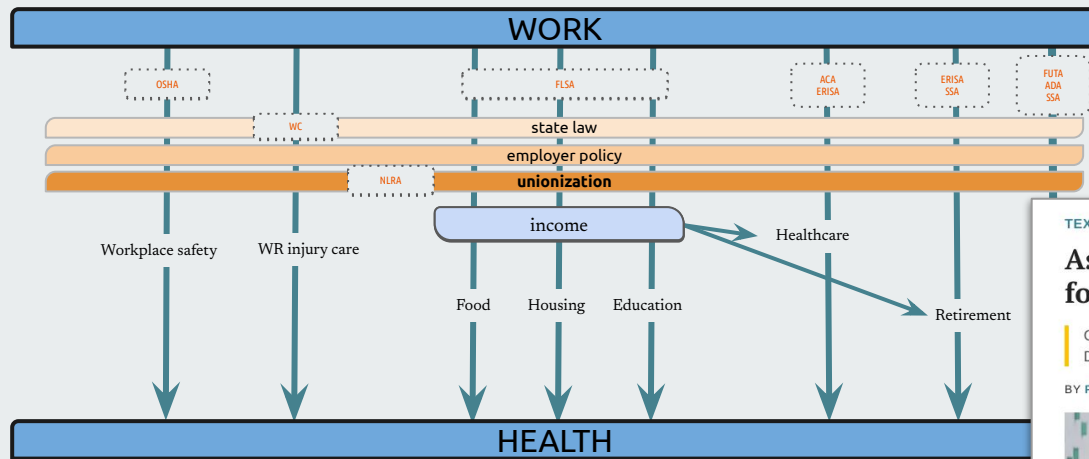 WORK
OSHA
FLSA
ACA
ERISA
ERISA
SSA
FUTA
ADA
SSA
WC
state law
employer policy
NLRA
unionization
income
Workplace safety
WR injury care
Healthcare
Food
Housing
Education
Retirement
HEALTH
TEX
As
fo
BY